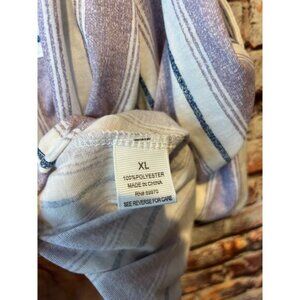 XL
100%POLYESTER
MADE IN CHINA
RN# 59970
SEE REVERSE FOR CARE